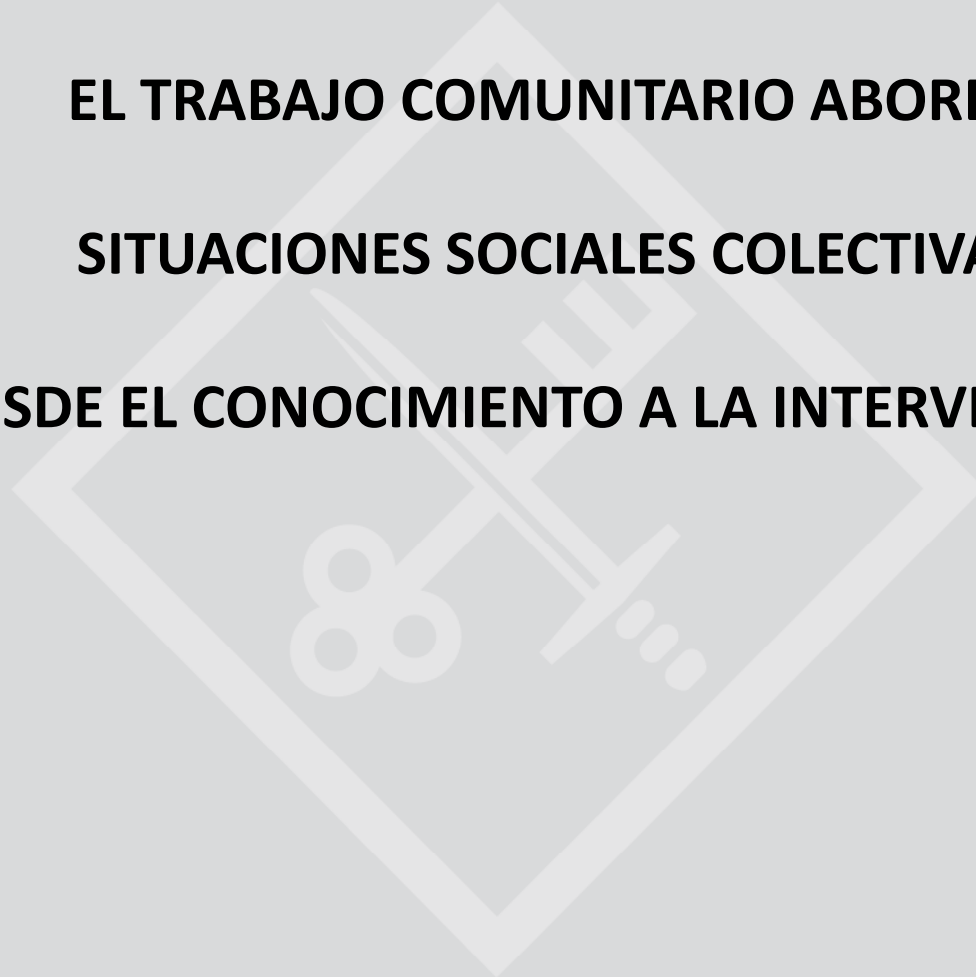 EL TRABAJO COMUNITARIO ABOR
SITUACIONES SOCIALES COLECTIV
SDE EL CONOCIMIENTO A LA INTERV